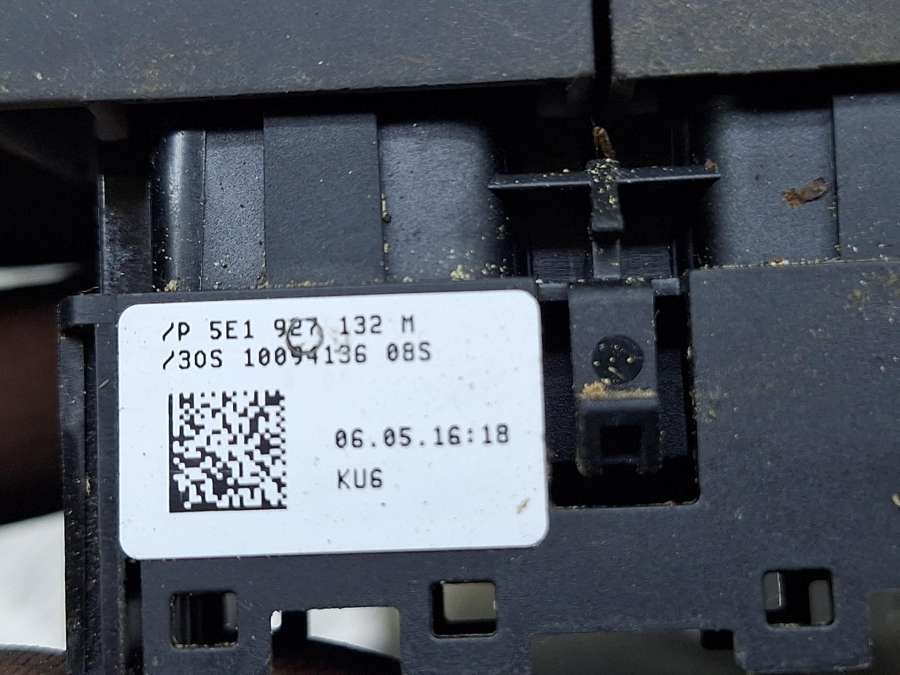 /P 5E1 927 132 M
/30S 10094136 08S
06.05.16:18
KU6